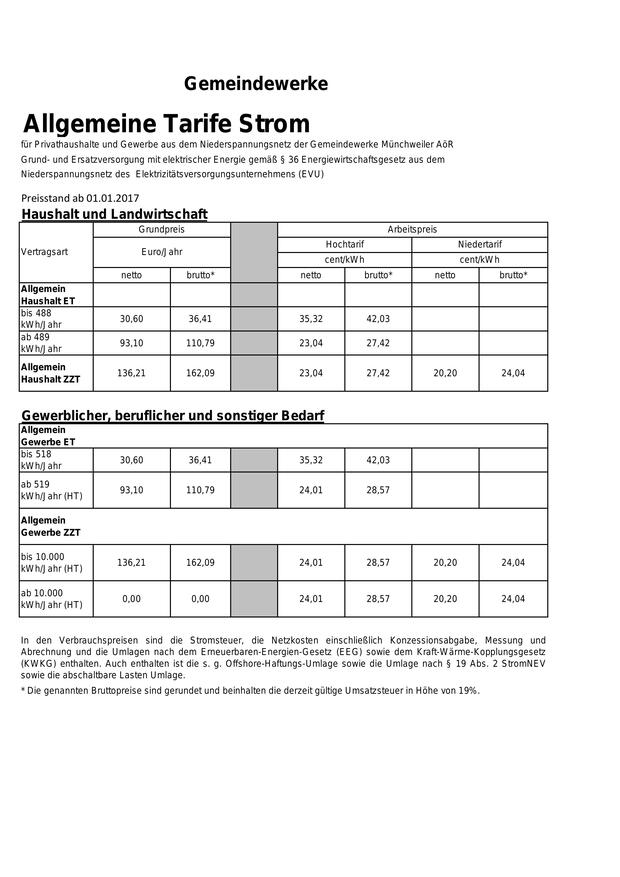 Gemeindewerke
Allgemeine Tarife Strom
für Privathaushalte und Gewerbe aus dem Niederspannungsnetz der Gemeindewerke Münchweiler AöR
Grund- und Ersatzversorgung mit elektrischer Energie gemäß § 36 Energiewirtschaftsgesetz aus dem
Niederspannungsnetz des Elektrizitätsversorgungsunternehmens (EVU)
Preisstand ab 01.01.2017
Haushalt und Landwirtschaft
Vertragsart Grundpreis Arbeitspreis
Euro/Jahr Hochtarif Niedertarif
cent/kWh cent/kWh
netto brutto* netto brutto* netto brutto*
Allgemein
Haushalt ET
bis 488
kWh/Jahr 30,60 36,41 35,32 42,03
ab 489
kWh/Jahr 93,10 110,79 23,04 27,42
Allgemein
Haushalt ZZT 136,21 162,09 23,04 27,42 20,20 24,04
Gewerblicher, beruflicher und sonstiger Bedarf
Allgemein
Gewerbe ET
bis 518
kWh/Jahr 30,60 36,41 35,32 42,03
ab 519
kWh/Jahr (HT) 93,10 110,79 24,01 28,57
Allgemein
Gewerbe ZZT
bis 10.000
kWh/Jahr (HT) 136,21 162,09 24,01 28,57 20,20 24,04
ab 10.000
kWh/Jahr (HT) 0,00 0,00 24,01 28,57 20,20 24,04
In den Verbrauchspreisen sind die Stromsteuer, die Netzkosten einschließlich Konzessionsabgabe, Messung und
Abrechnung und die Umlagen nach dem Erneuerbaren-Energien-Gesetz (EEG) sowie dem Kraft-Wärme-Kopplungsgesetz
(KWKG) enthalten. Auch enthalten ist die s. g. Offshore-Haftungs-Umlage sowie die Umlage nach § 19 Abs. 2 StromNEV
sowie die abschaltbare Lasten Umlage.
* Die genannten Bruttopreise sind gerundet und beinhalten die derzeit gültige Umsatzsteuer in Höhe von 19%.